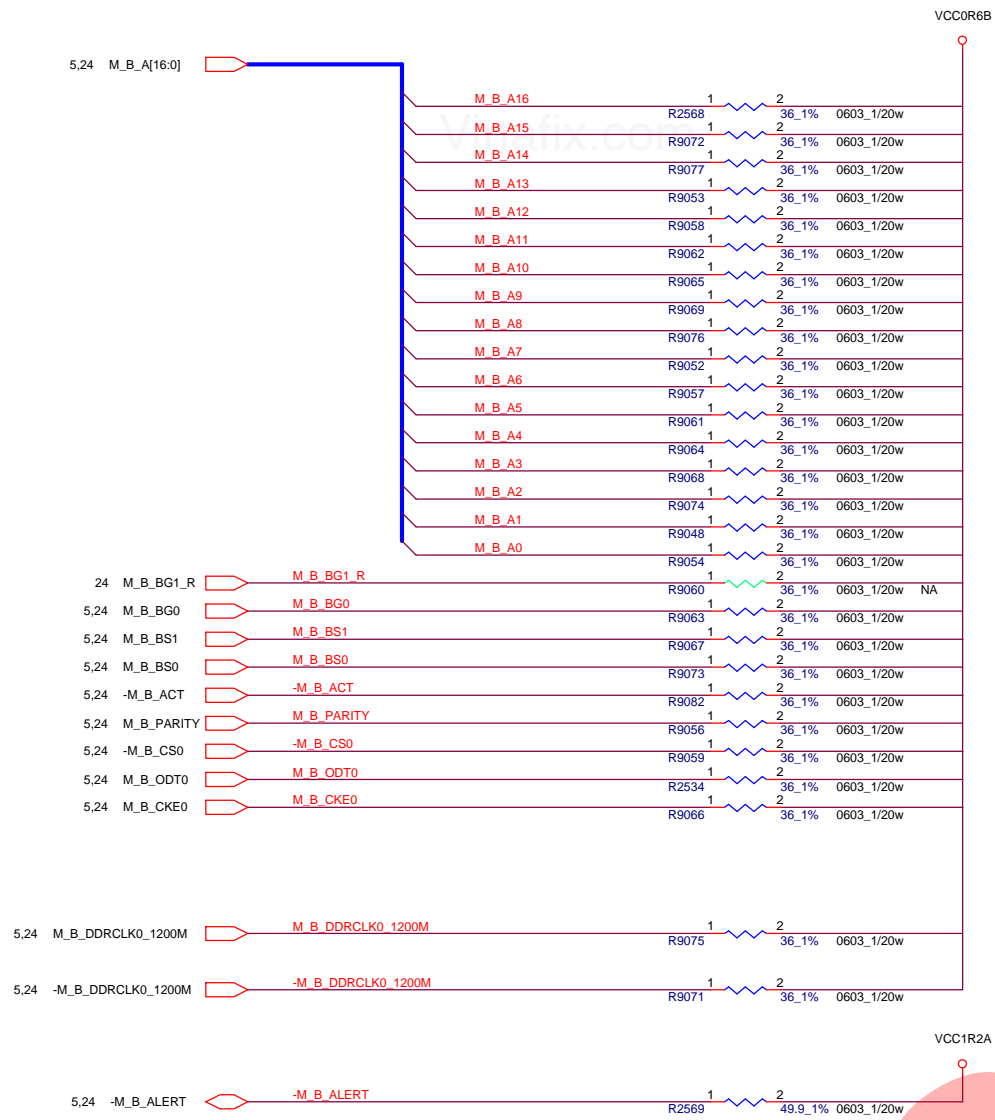 VCC0R6B
5,24 M_B_A[16:0]
M_B_A16 1 2
R2568 36_1% 0603_1/20w
Vinafix.com
M_B_A15 1 2
R9072 36_1% 0603_1/20w
M_B_A14 1 2
R9077 36_1% 0603_1/20w
M_B_A13 1 2
R9053 36_1% 0603_1/20w
M_B_A12 1 2
R9058 36_1% 0603_1/20w
M_B_A11 1 2
R9062 36_1% 0603_1/20w
M_B_A10 1 2
R9065 36_1% 0603_1/20w
M_B_A9 1 2
R9069 36_1% 0603_1/20w
M_B_A8 1 2
R9076 36_1% 0603_1/20w
M_B_A7 1 2
R9052 36_1% 0603_1/20w
M_B_A6 1 2
R9057 36_1% 0603_1/20w
M_B_A5 1 2
R9061 36_1% 0603_1/20w
M_B_A4 1 2
R9064 36_1% 0603_1/20w
M_B_A3 1 2
R9068 36_1% 0603_1/20w
M_B_A2 1 2
R9074 36_1% 0603_1/20w
M_B_A1 1 2
R9048 36_1% 0603_1/20w
M_B_A0 1 2
R9054 36_1% 0603_1/20w
24 M_B_BG1_R M_B_BG1_R 1 2
R9060 36_1% 0603_1/20w NA
5,24 M_B_BG0 M_B_BG0 1 2
R9063 36_1% 0603_1/20w
5,24 M_B_BS1 M_B_BS1 1 2
R9067 36_1% 0603_1/20w
5,24 M_B_BS0 M_B_BS0 1 2
R9073 36_1% 0603_1/20w
5,24 -M_B_ACT -M_B_ACT 1 2
R9082 36_1% 0603_1/20w
5,24 M_B_PARITY M_B_PARITY 1 2
R9056 36_1% 0603_1/20w
5,24 -M_B_CS0 -M_B_CS0 1 2
R9059 36_1% 0603_1/20w
5,24 M_B_ODT0 M_B_ODT0 1 2
R2534 36_1% 0603_1/20w
5,24 M_B_CKE0 M_B_CKE0 1 2
R9066 36_1% 0603_1/20w
5,24 M_B_DDRCLK0_1200M M_B_DDRCLK0_1200M 1 2
R9075 36_1% 0603_1/20w
5,24 -M_B_DDRCLK0_1200M -M_B_DDRCLK0_1200M 1 2
R9071 36_1% 0603_1/20w
VCC1R2A
5,24 -M_B_ALERT -M_B_ALERT 1 2
R2569 49.9_1% 0603_1/20w